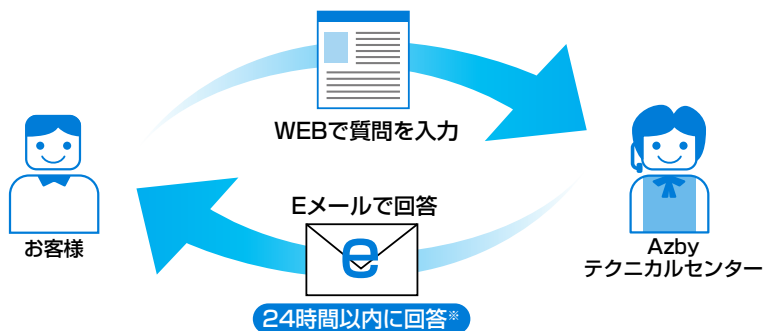 WEBで質問を入力
お客様
Eメールで回答
e
24時間以内に回答※
Azby
テクニカルセンター